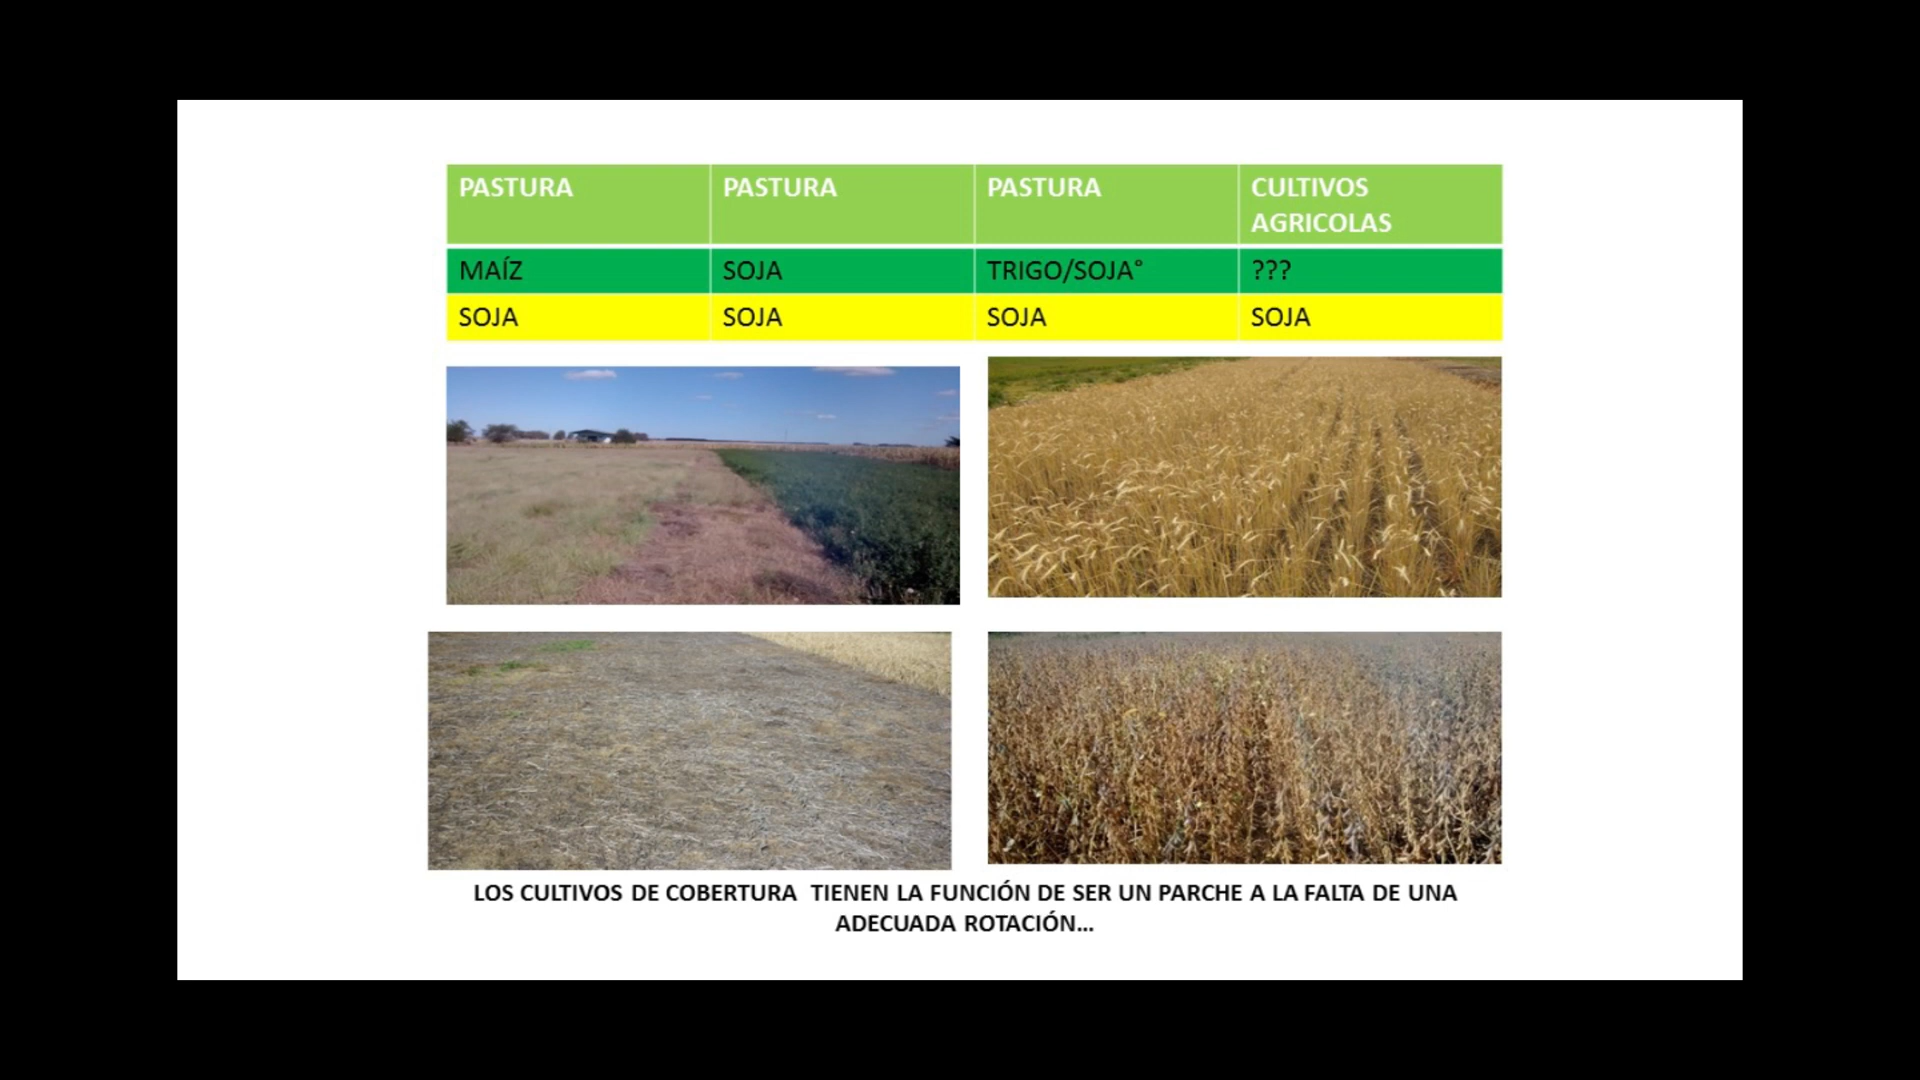 PASTURA PASTURA PASTURA CULTIVOS
AGRICOLAS
MAÍZ SOJA TRIGO/SOJA° ???
SOJA SOJA SOJA SOJA
LOS CULTIVOS DE COBERTURA TIENEN LA FUNCIÓN DE SER UN PARCHE A LA FALTA DE UNA
ADECUADA ROTACIÓN...